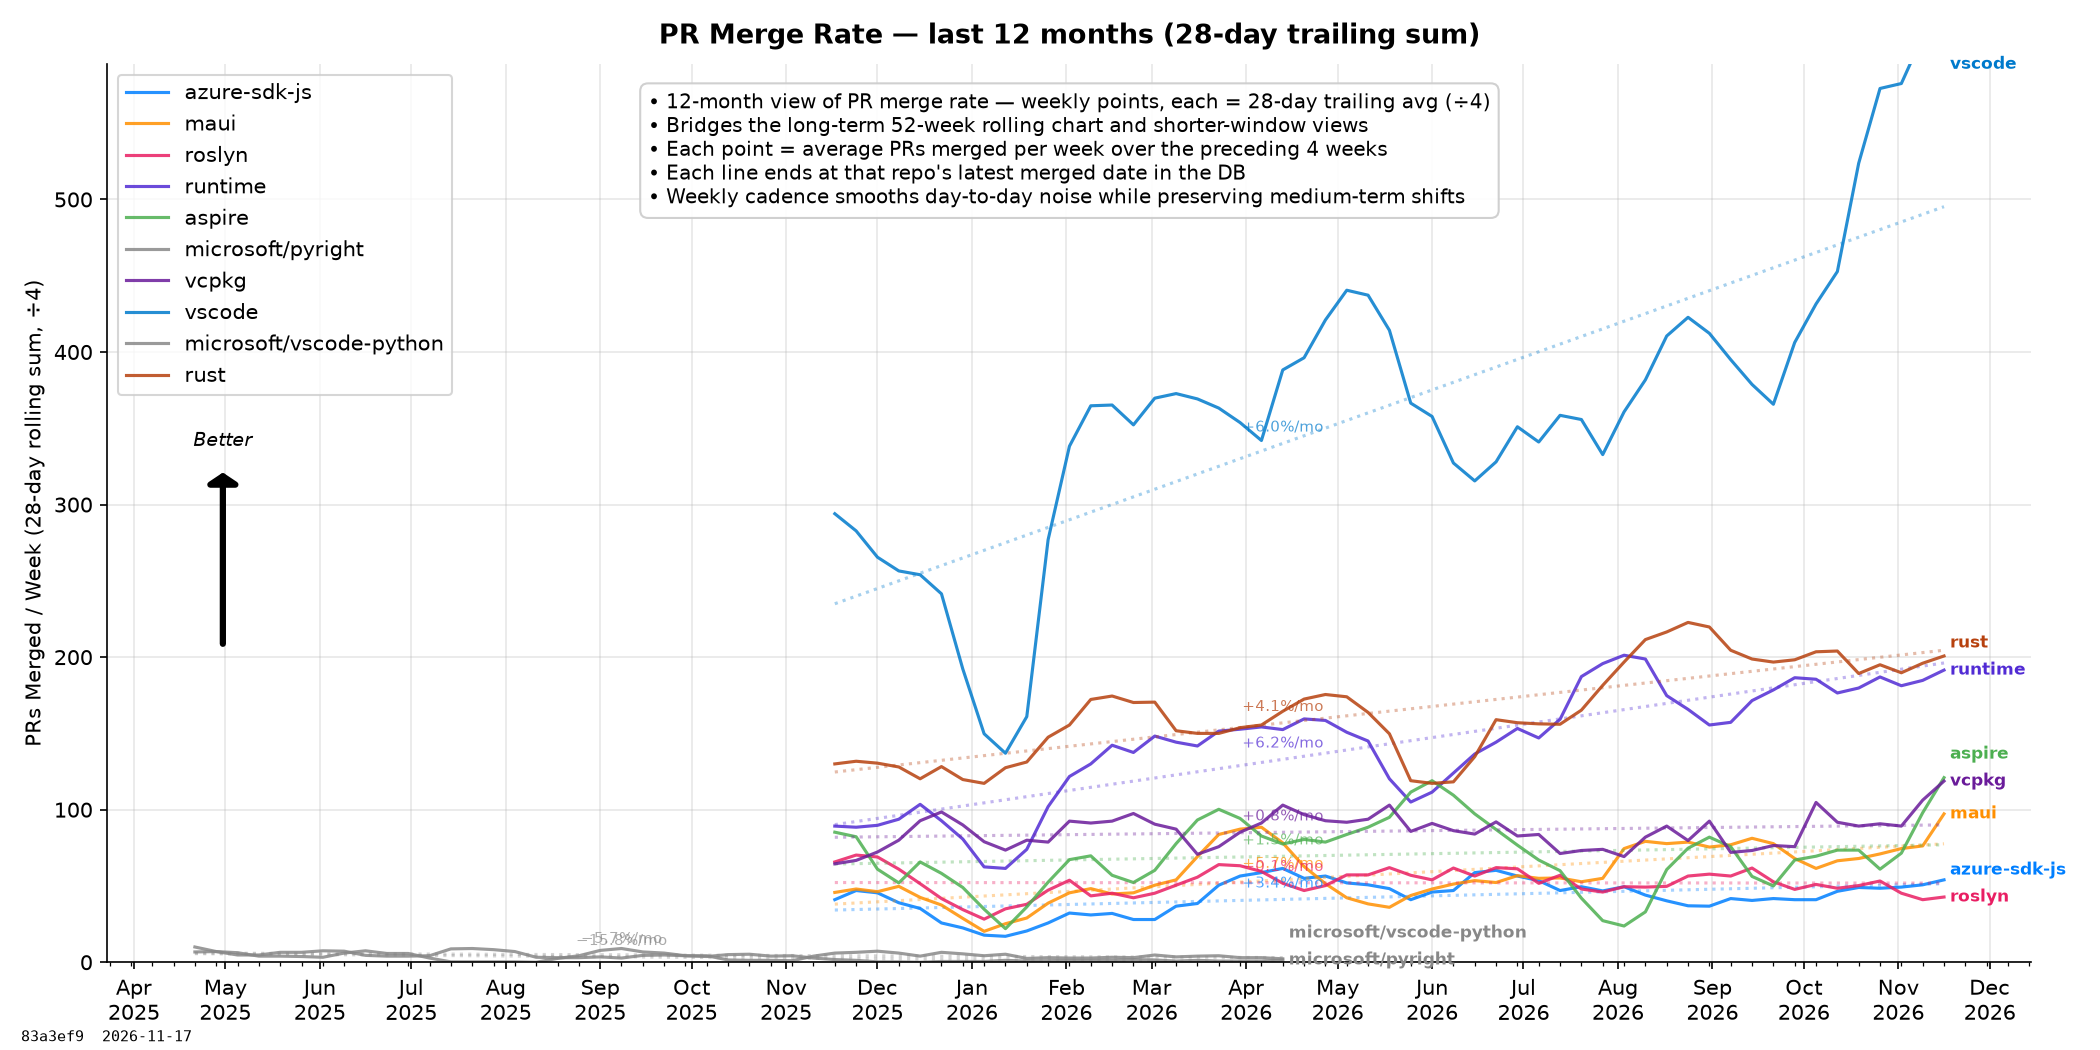 PR Merge Rate — last 12 months (28-day trailing sum)
azure-sdk-js
maui
roslyn
runtime
aspire
microsoft/pyright
vcpkg
vscode
microsoft/vscode-python
rust
• 12-month view of PR merge rate — weekly points, each = 28-day trailing avg (÷4)
• Bridges the long-term 52-week rolling chart and shorter-window views
• Each point = average PRs merged per week over the preceding 4 weeks
• Each line ends at that repo's latest merged date in the DB
• Weekly cadence smooths day-to-day noise while preserving medium-term shifts
vscode
Better
PRs Merged / Week (28-day rolling sum, ÷4)
500
400
300
200
100
0
+6.0%/mo
+4.1%/mo
+6.2%/mo
+0.8%/mo
+3.4%/mo
−15.8%/mo
rust
runtime
aspire
vcpkg
maui
azure-sdk-js
roslyn
microsoft/vscode-python
microsoft/pyright
Apr 2025
May 2025
Jun 2025
Jul 2025
Aug 2025
Sep 2025
Oct 2025
Nov 2025
Dec 2025
Jan 2026
Feb 2026
Mar 2026
Apr 2026
May 2026
Jun 2026
Jul 2026
Aug 2026
Sep 2026
Oct 2026
Nov 2026
Dec 2026
83a3ef9 2026-11-17